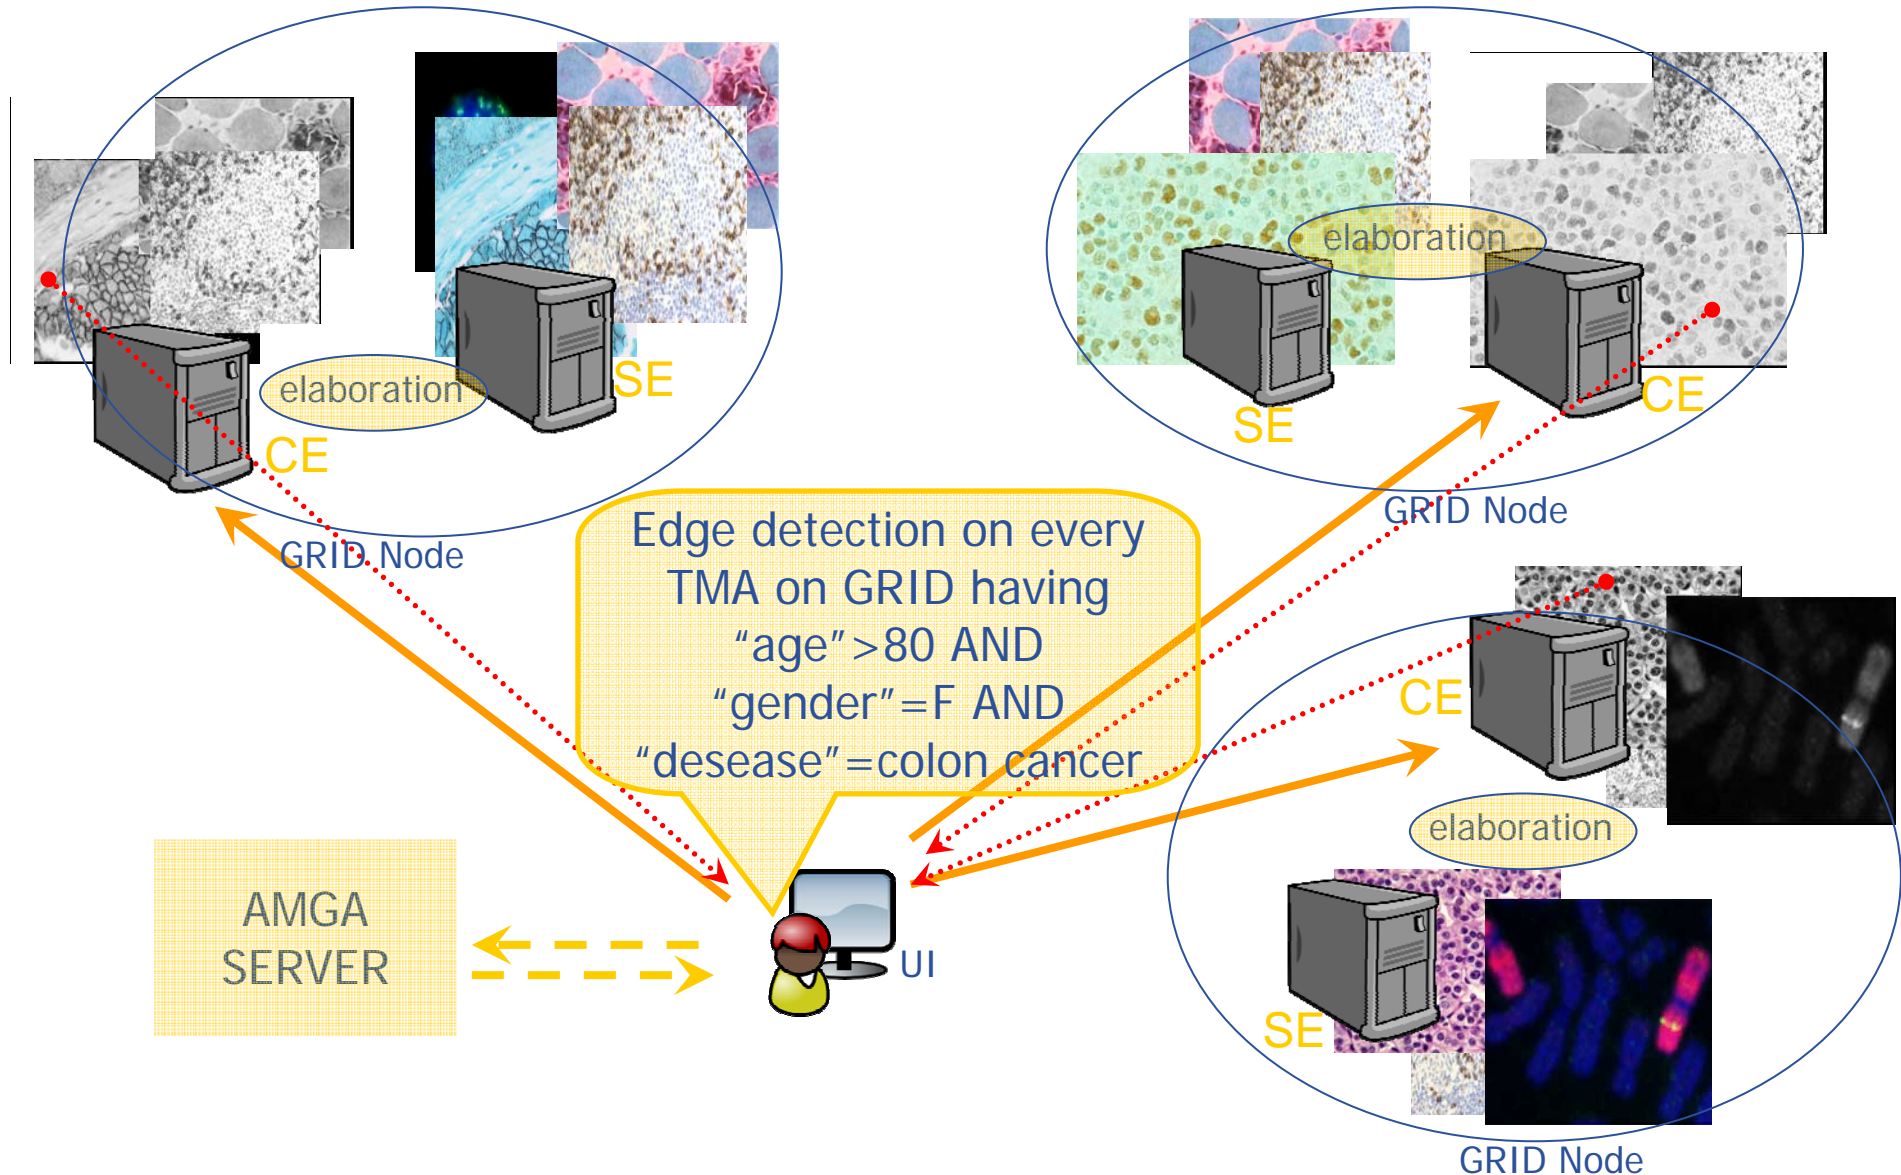 elaboration
SE
CE
GRID Node
elaboration
SE
CE
GRID Node
Edge detection on every
TMA on GRID having
“age”>80 AND
“gender”=F AND
“desease”=colon cancer
CE
elaboration
SE
GRID Node
AMGA
SERVER
UI